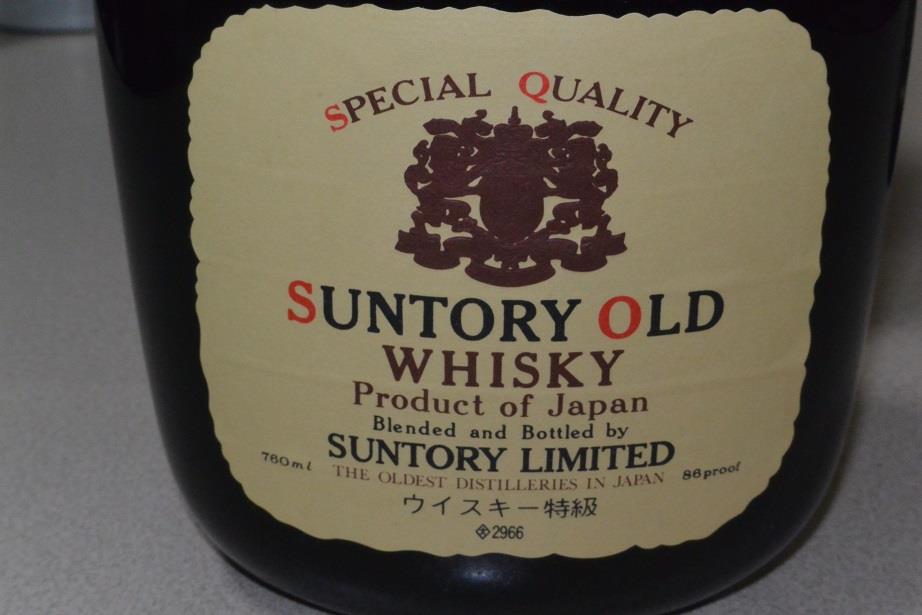 SPECIAL QUALITY
SUNTORY OLD
WHISKY
Product of Japan
Blended and Bottled by
SUNTORY LIMITED
760ml THE OLDEST DISTILLERIES IN JAPAN 86proof
ウイスキー特級
2966